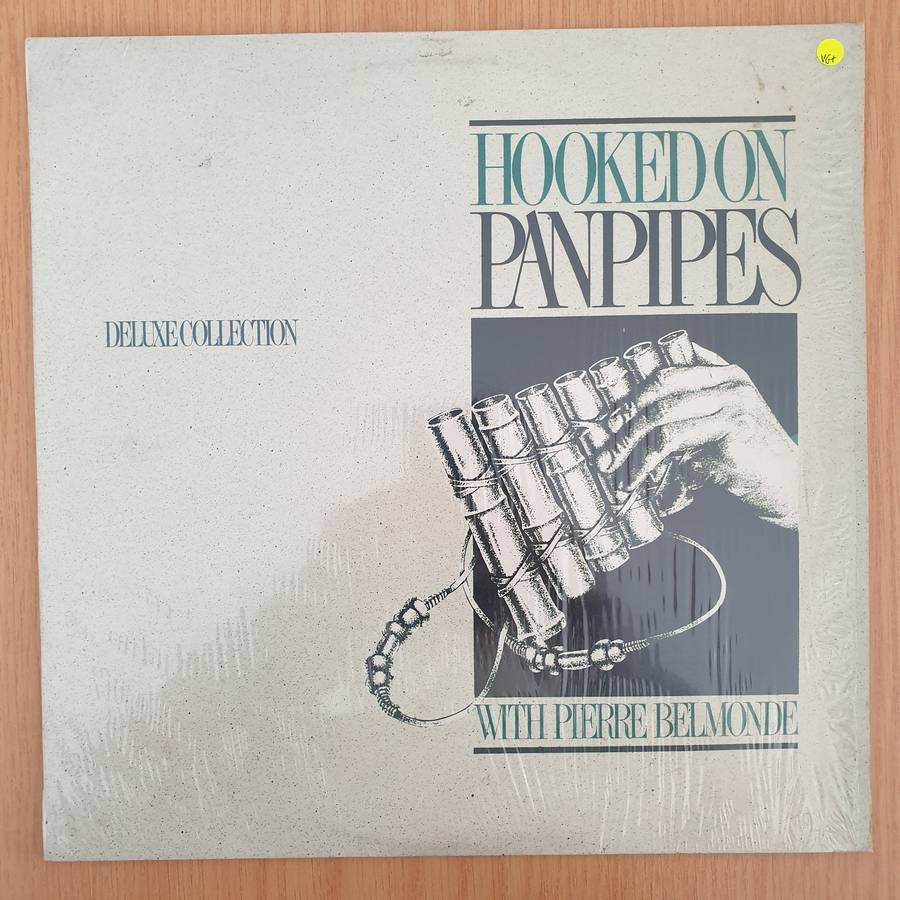 VG+
HOOKED ON
PANPIPES
DELUXE COLLECTION
WITH PIERRE BELMONDE